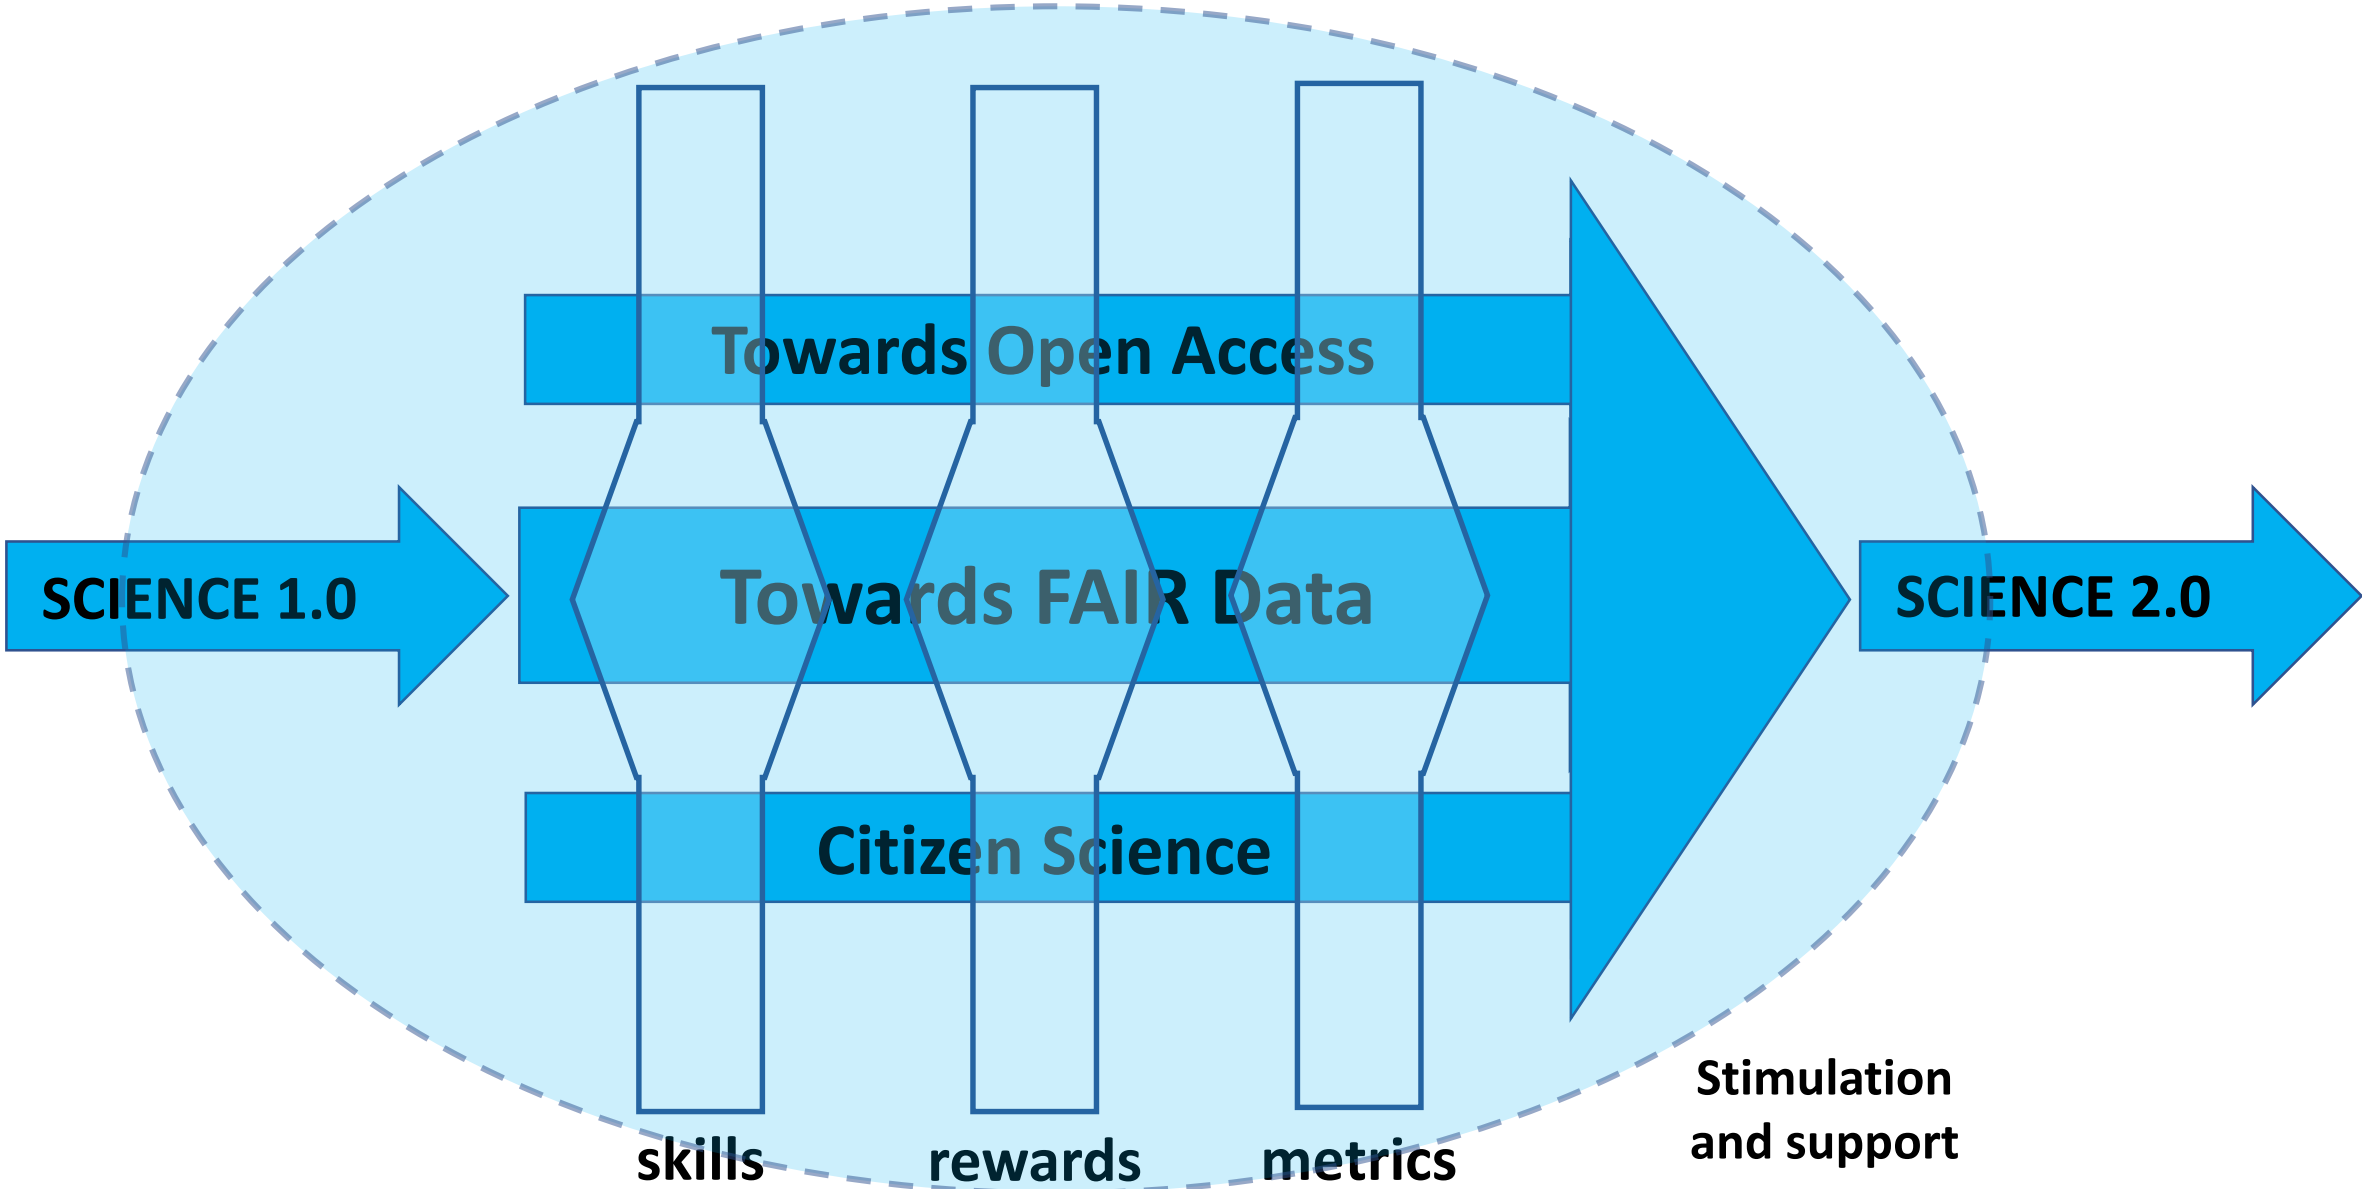 Towards Open Access
SCIENCE 1.0
Towards FAIR Data
SCIENCE 2.0
Citizen Science
skills
rewards
metrics
Stimulation
and support